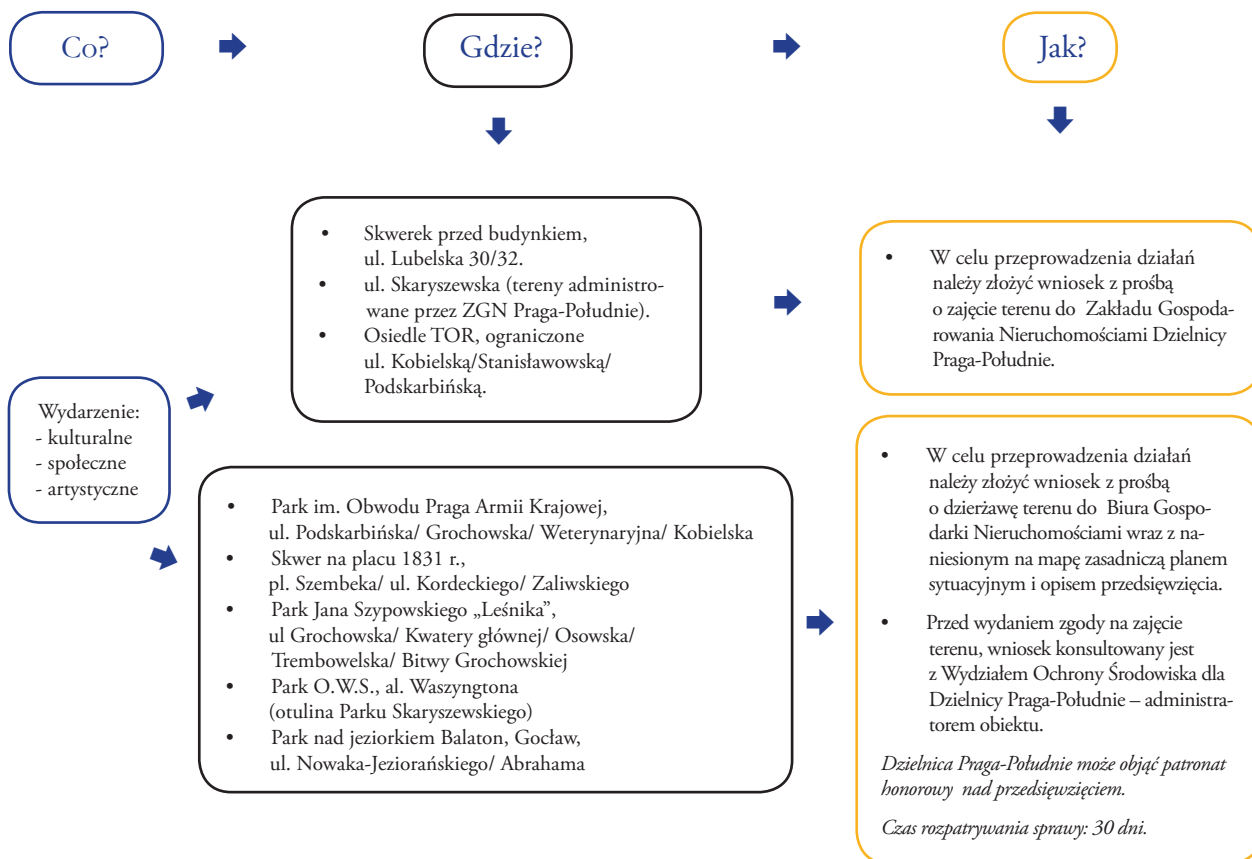 Co?
Gdzie?
Jak?
Wydarzenie:
- kulturalne
- społeczne
- artystyczne
• Skwerek przed budynkiem,
ul. Lubelska 30/32.
• ul. Skaryszewska (tereny administro-
wane przez ZGN Praga-Południe).
• Osiedle TOR, ograniczone
ul. Kobielską/Stanisławowską/
Podskarbińską.
• W celu przeprowadzenia działań
należy złożyć wniosek z prośbą
o zajęcie terenu do Zakładu Gospoda-
rowania Nieruchomościami Dzielnicy
Praga-Południe.
• Park im. Obwodu Praga Armii Krajowej,
ul. Podskarbińska/ Grochowska/ Weterynaryjna/ Kobielska
• Skwer na placu 1831 r.,
pl. Szembeka/ ul. Kordeckiego/ Zaliwskiego
• Park Jana Szypowskiego „Leśnika”,
ul Grochowska/ Kwatery głównej/ Osowska/
Trembowelska/ Bitwy Grochowskiej
• Park O.W.S., al. Waszyngtona
(otulina Parku Skaryszewskiego)
• Park nad jeziorkiem Balaton, Gocław,
ul. Nowaka-Jeziorańskiego/ Abrahama
• W celu przeprowadzenia działań
należy złożyć wniosek z prośbą
o dzierżawę terenu do Biura Gospo-
darki Nieruchomościami wraz z na-
niesionym na mapę zasadniczą planem
sytuacyjnym i opisem przedsięwzięcia.
• Przed wydaniem zgody na zajęcie
terenu, wniosek konsultowany jest
z Wydziałem Ochrony Środowiska dla
Dzielnicy Praga-Południe – administra-
torem obiektu.
Dzielnica Praga-Południe może objąć patronat
honorowy nad przedsięwzięciem.
Czas rozpatrywania sprawy: 30 dni.